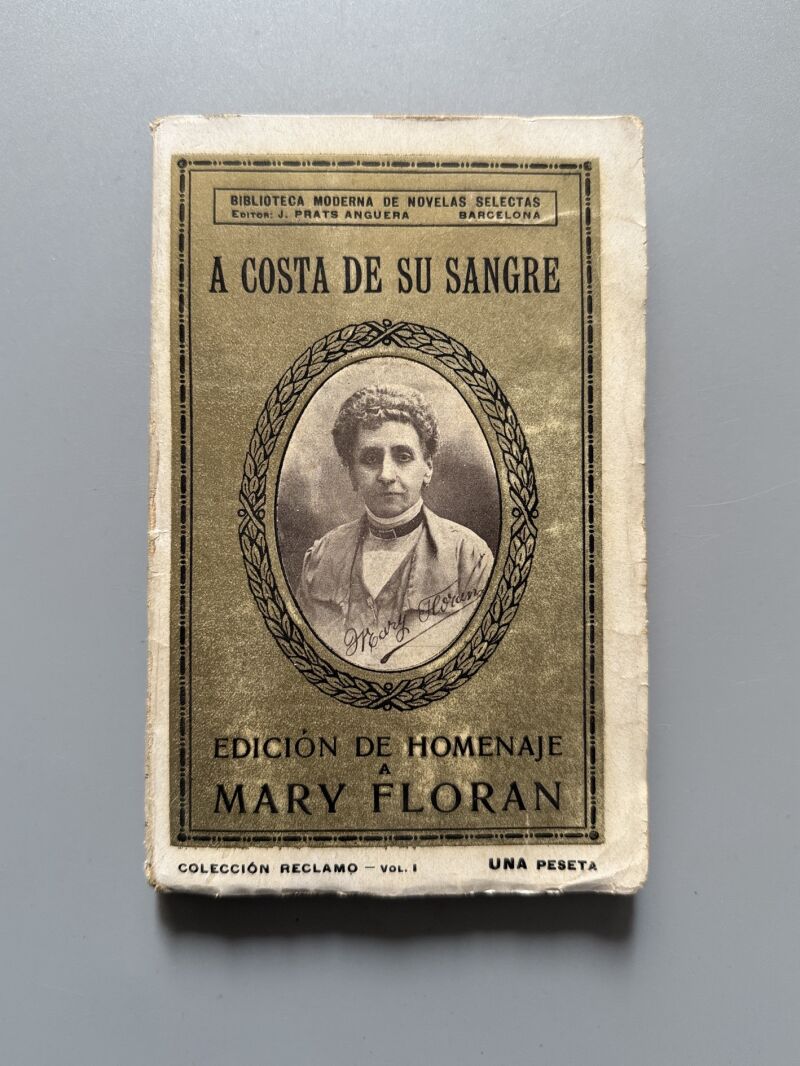 BIBLIOTECA MODERNA DE NOVELAS SELECTAS
EDITOR: J. PRATS ANGUERA BARCELONA
A COSTA DE SU SANGRE
Mary Floran
EDICIÓN DE HOMENAJE
A
MARY FLORAN
COLECCIÓN RECLAMO – VOL. I UNA PESETA